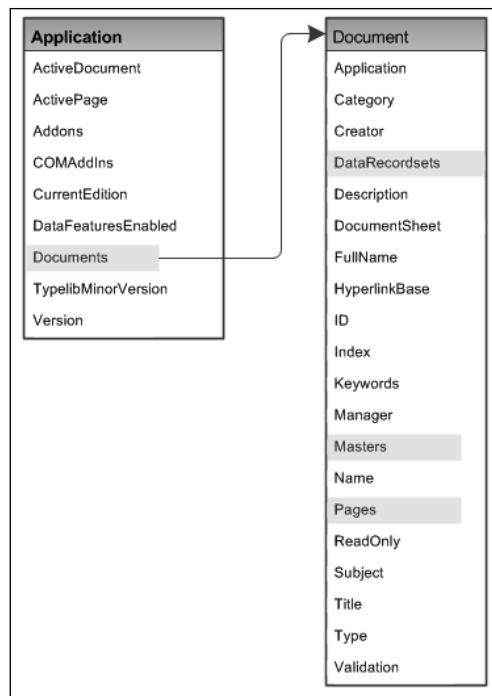 Application
ActiveDocument
ActivePage
Addons
COMAddIns
CurrentEdition
DataFeaturesEnabled
Documents
TypelibMinorVersion
Version
Document
Application
Category
Creator
DataRecordsets
Description
DocumentSheet
FullName
HyperlinkBase
ID
Index
Keywords
Manager
Masters
Name
Pages
ReadOnly
Subject
Title
Type
Validation